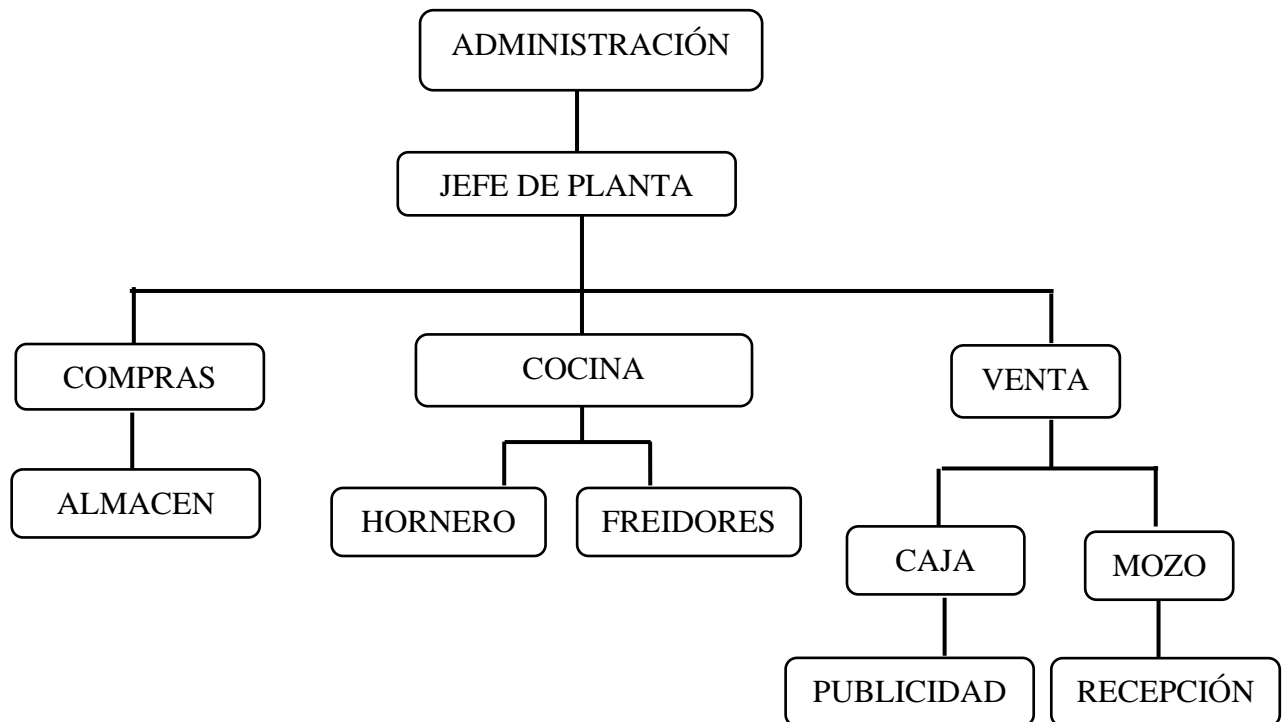 ADMINISTRACIÓN
JEFE DE PLANTA
COMPRAS
COCINA
VENTA
ALMACEN
HORNERO
FREIDORES
CAJA
MOZO
PUBLICIDAD
RECEPCIÓN